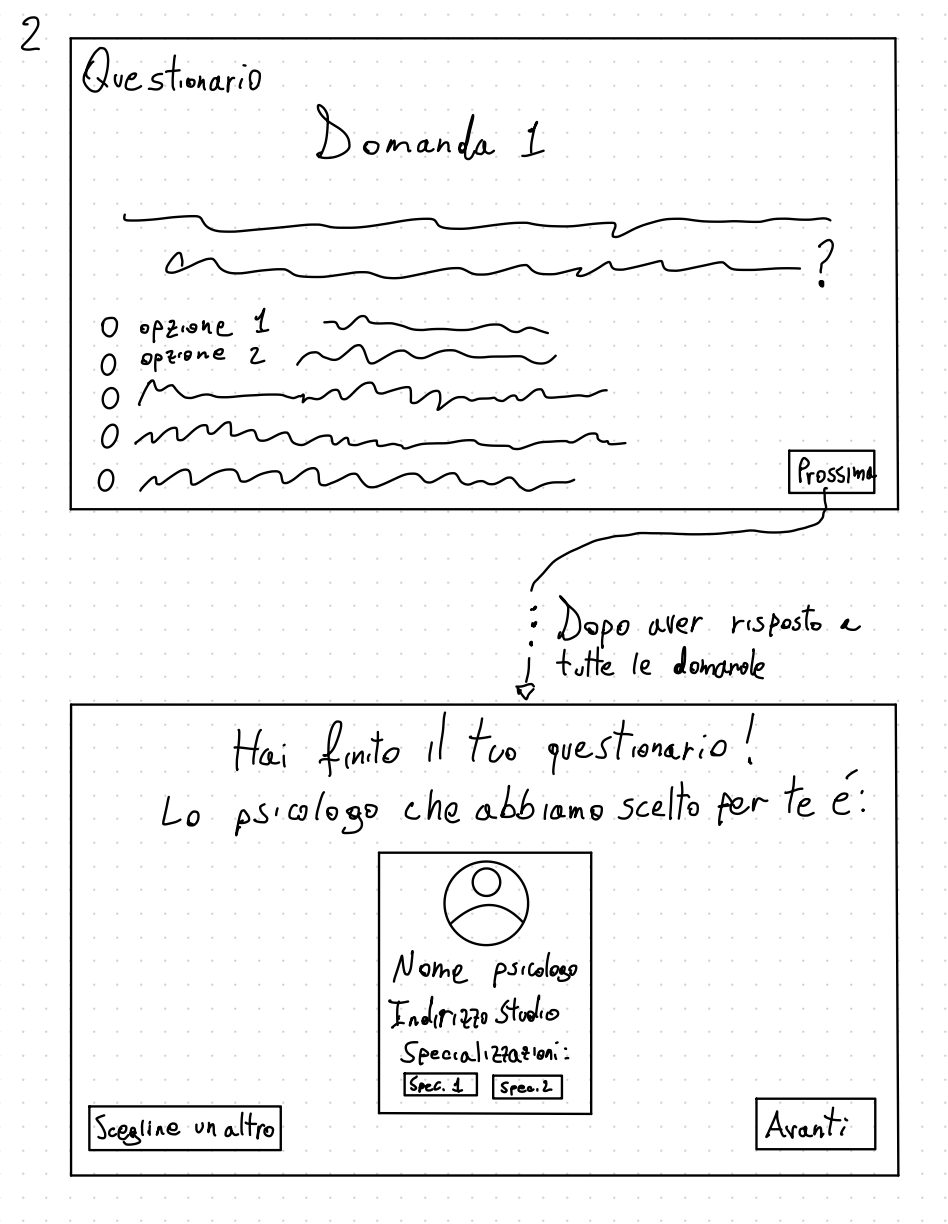 2
Questionario
Domanda 1
?
opzione 1
opzione 2
Prossima
Dopo aver risposto a
tutte le domande
Hai finito il tuo questionario!
Lo psicologo che abbiamo scelto per te é:
Nome psicologo
Indirizzo Studio
Specializzazioni:
Spec. 1 Spec. 2
Scegline un altro
Avanti